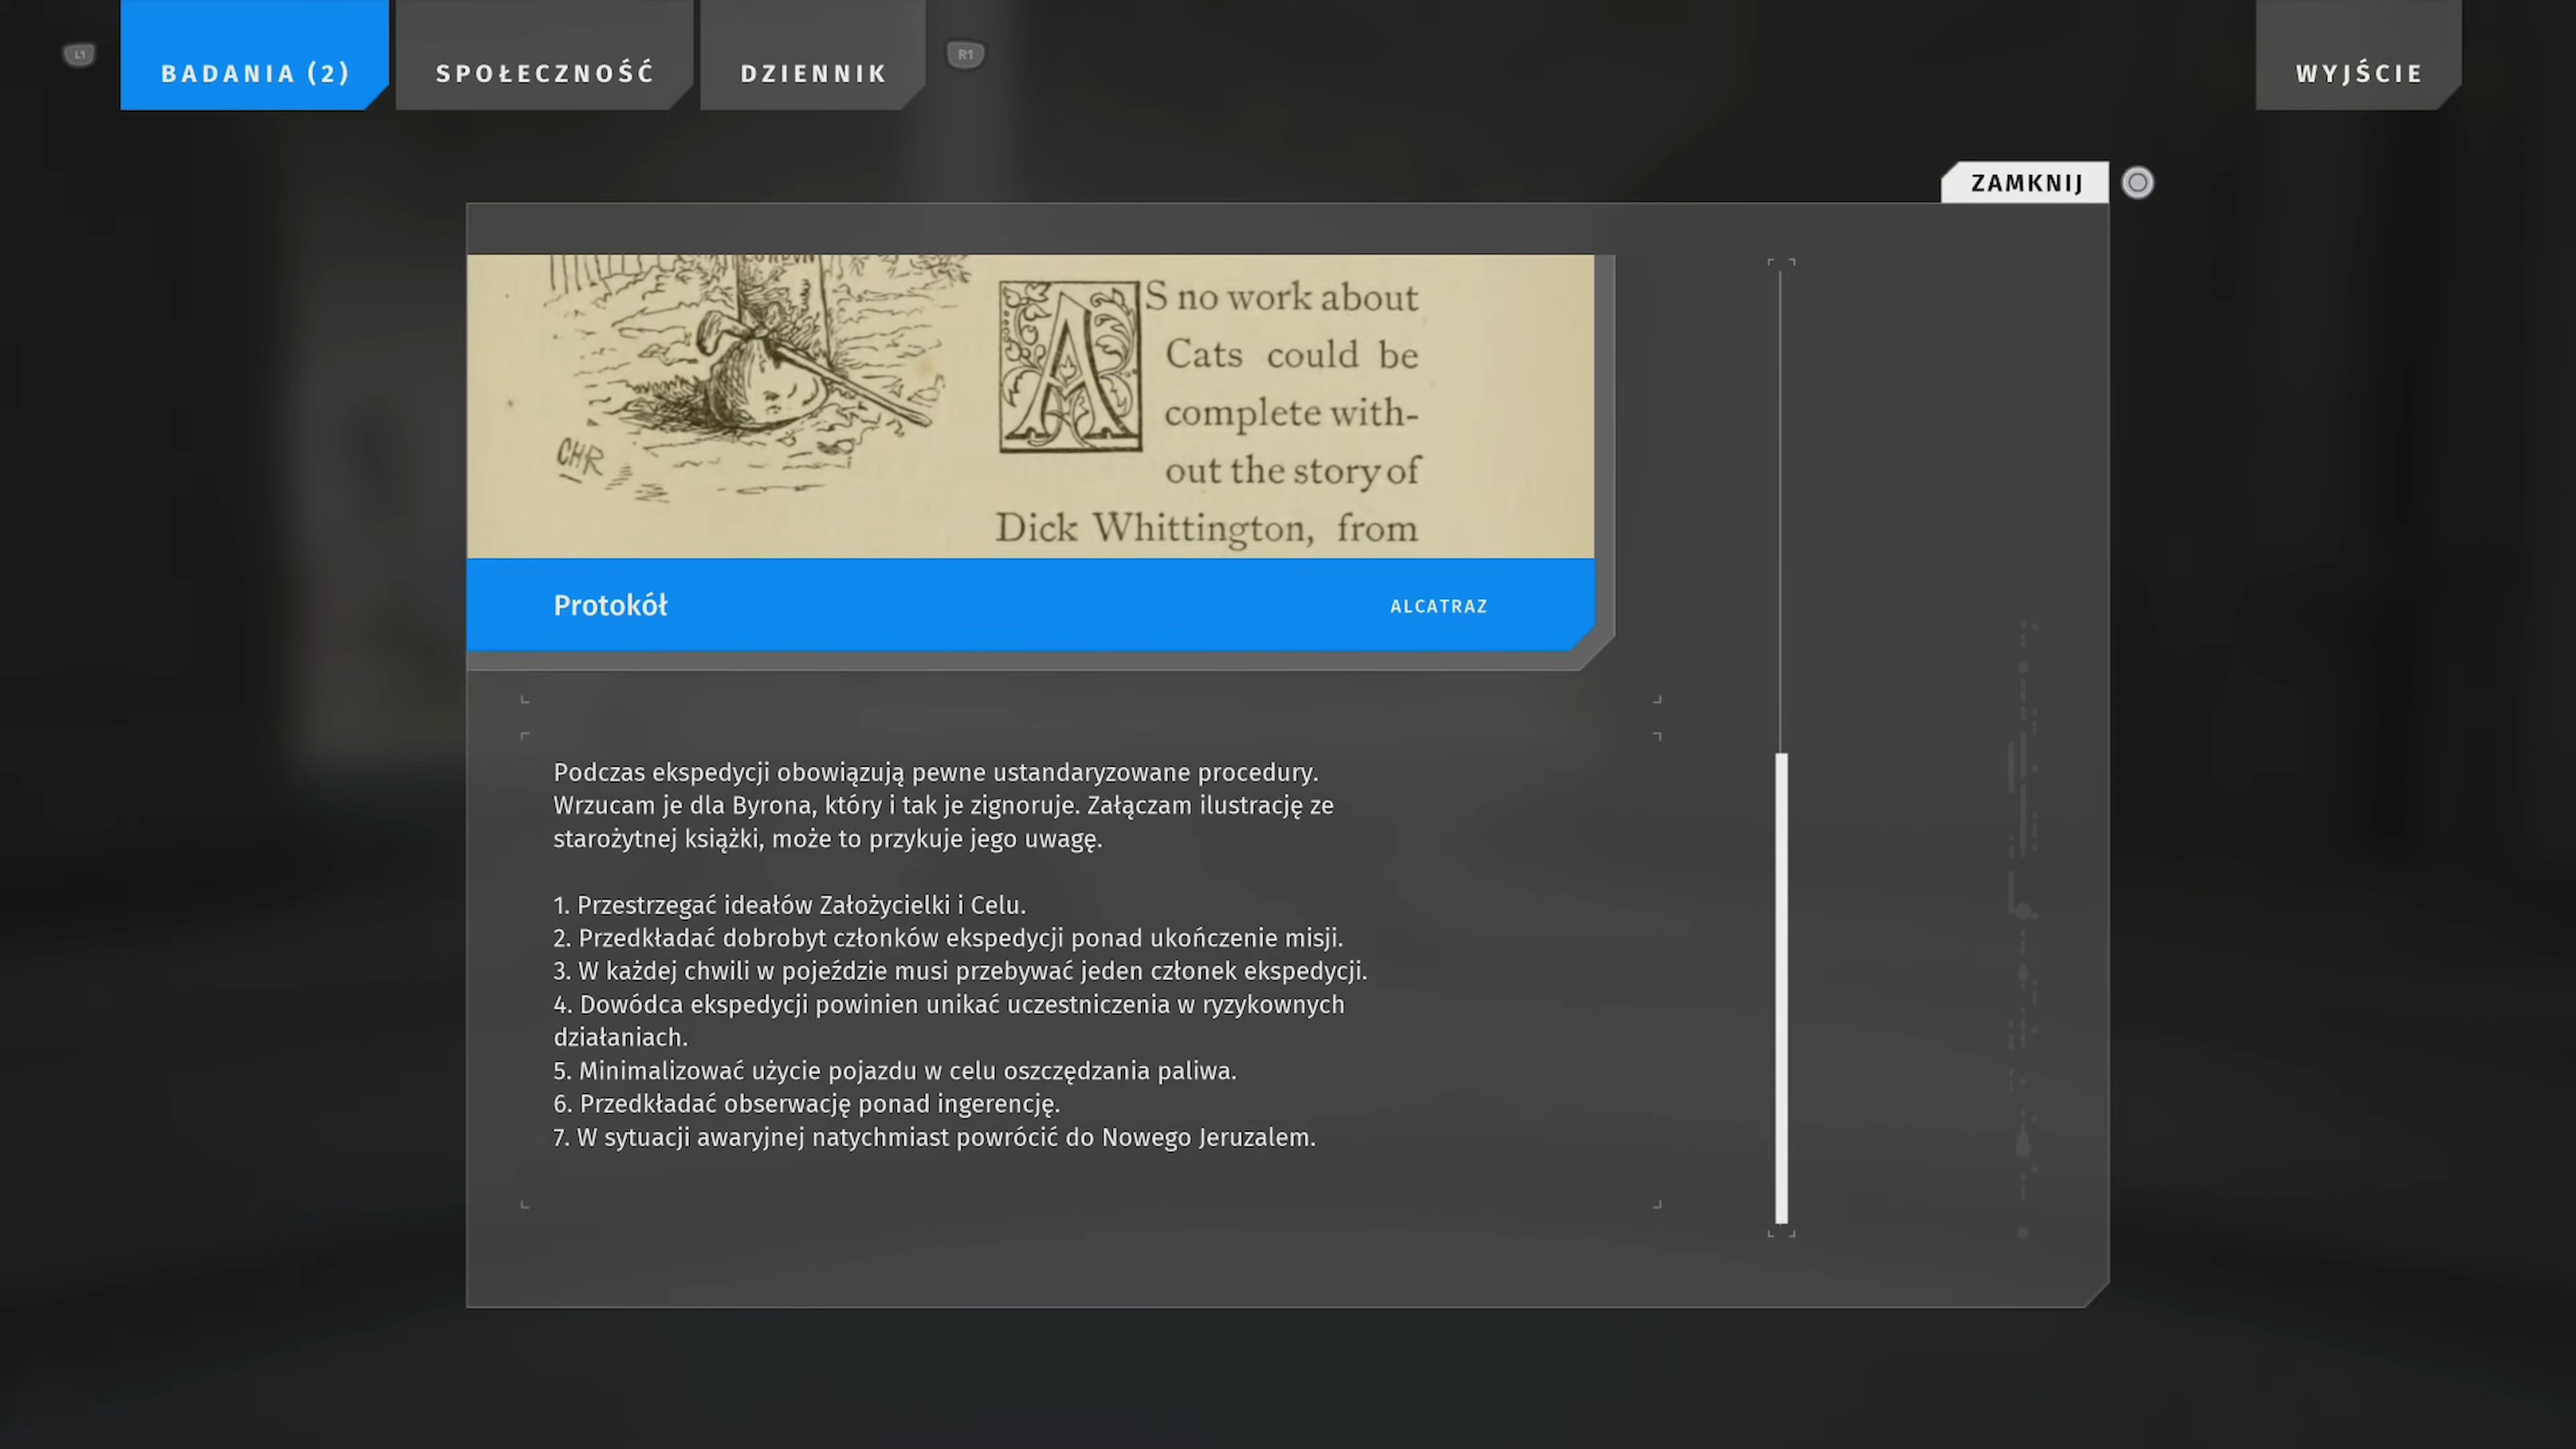 L1
BADANIA (2)
SPOŁECZNOŚĆ
DZIENNIK
R1
WYJŚCIE
ZAMKNIJ
CHR
AS no work about
Cats could be
complete with-
out the story of
Dick Whittington, from
Protokół
ALCATRAZ
Podczas ekspedycji obowiązują pewne ustandaryzowane procedury.
Wrzucam je dla Byrona, który i tak je zignoruje. Załączam ilustrację ze
starożytnej książki, może to przykuje jego uwagę.
1. Przestrzegać ideałów Założycielki i Celu.
2. Przedkładać dobrobyt członków ekspedycji ponad ukończenie misji.
3. W każdej chwili w pojeździe musi przebywać jeden członek ekspedycji.
4. Dowódca ekspedycji powinien unikać uczestniczenia w ryzykownych
działaniach.
5. Minimalizować użycie pojazdu w celu oszczędzania paliwa.
6. Przedkładać obserwację ponad ingerencję.
7. W sytuacji awaryjnej natychmiast powrócić do Nowego Jeruzalem.